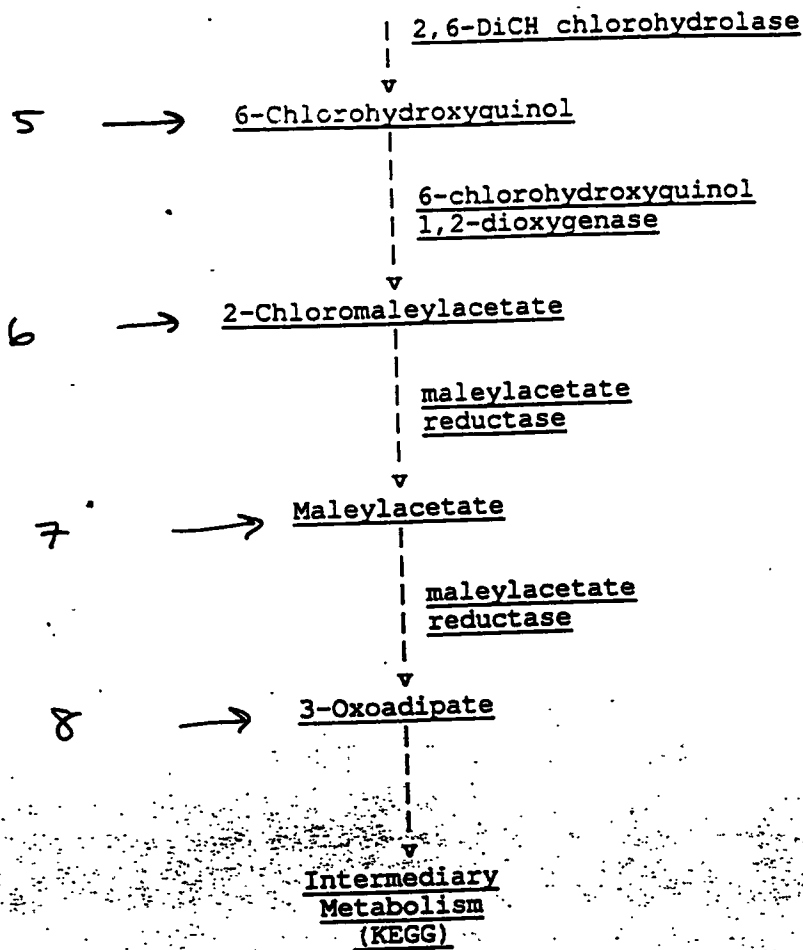 2,6-DiCH chlorohydrolase
5 → 6-Chlorohydroxyquinol
6-chlorohydroxyquinol
1,2-dioxygenase
6 → 2-Chloromaleylacetate
maleylacetate
reductase
7 → Maleylacetate
maleylacetate
reductase
8 → 3-Oxoadipate
Intermediary
Metabolism
(KEGG)